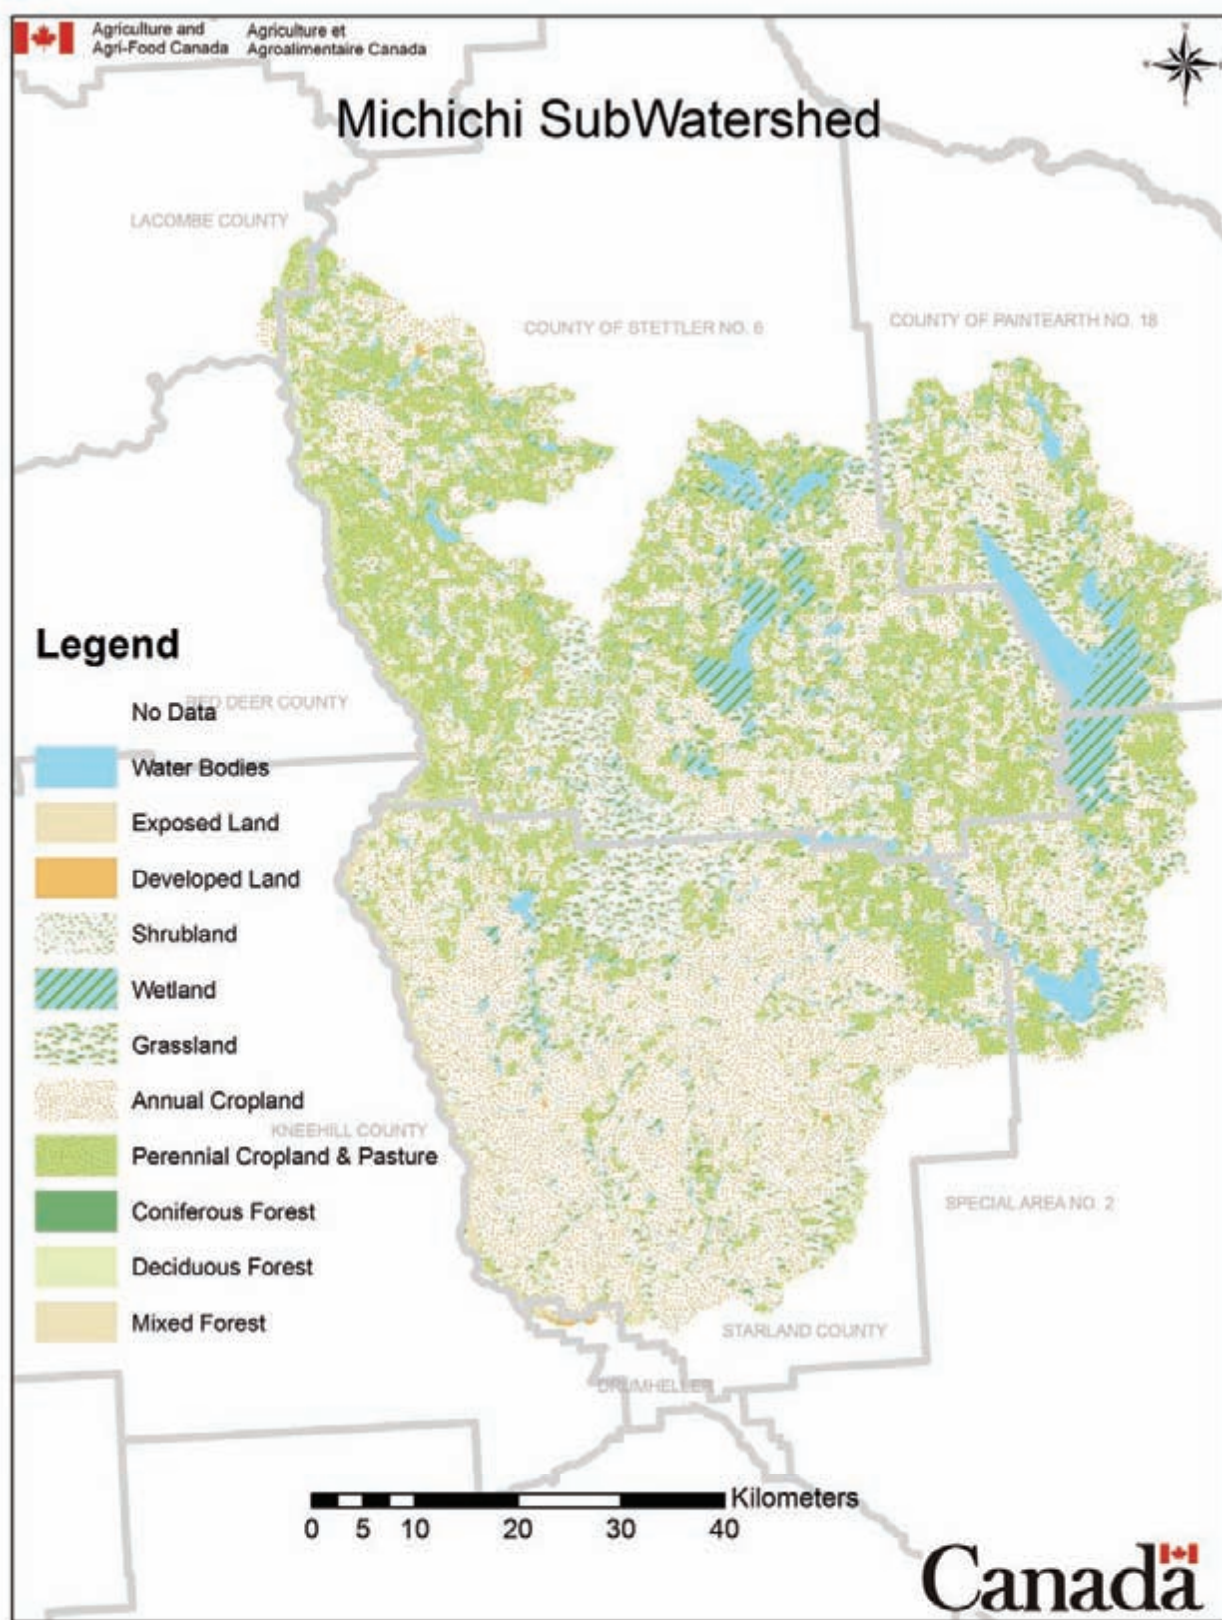 Agriculture and Agriculture et
Agri-Food Canada Agroalimentaire Canada
N
Michichi SubWatershed
LACOMBE COUNTY
COUNTY OF STETTLER NO. 6
COUNTY OF PAINTEARTH NO. 18
Legend
RED DEER COUNTY
No Data
Water Bodies
Exposed Land
Developed Land
Shrubland
Wetland
Grassland
Annual Cropland
KNEEHILL COUNTY
Perennial Cropland & Pasture
SPECIAL AREA NO. 2
Coniferous Forest
Deciduous Forest
Mixed Forest
STARLAND COUNTY
DRUMHELLER
Kilometers
0 5 10 20 30 40
Canada